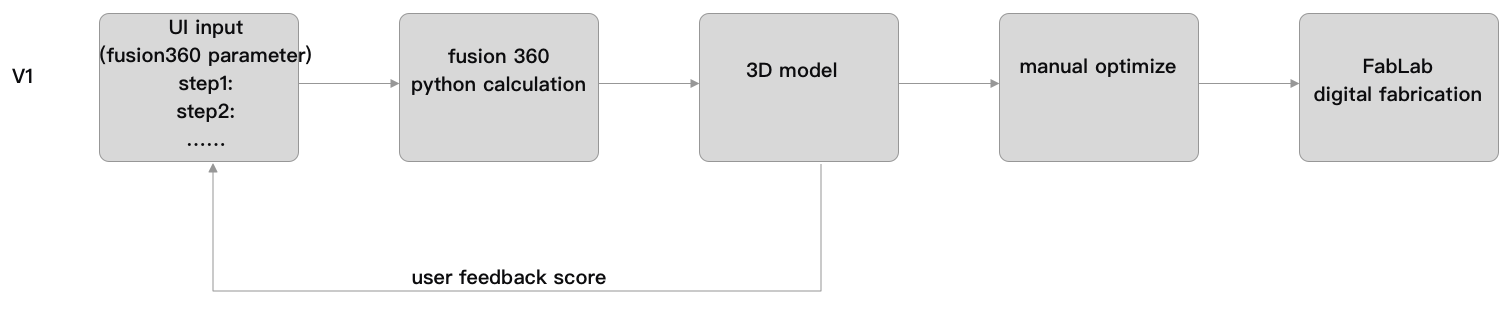 V1
UI input
(fusion360 parameter)
step1:
step2:
......
fusion 360
python calculation
3D model
manual optimize
FabLab
digital fabrication
user feedback score